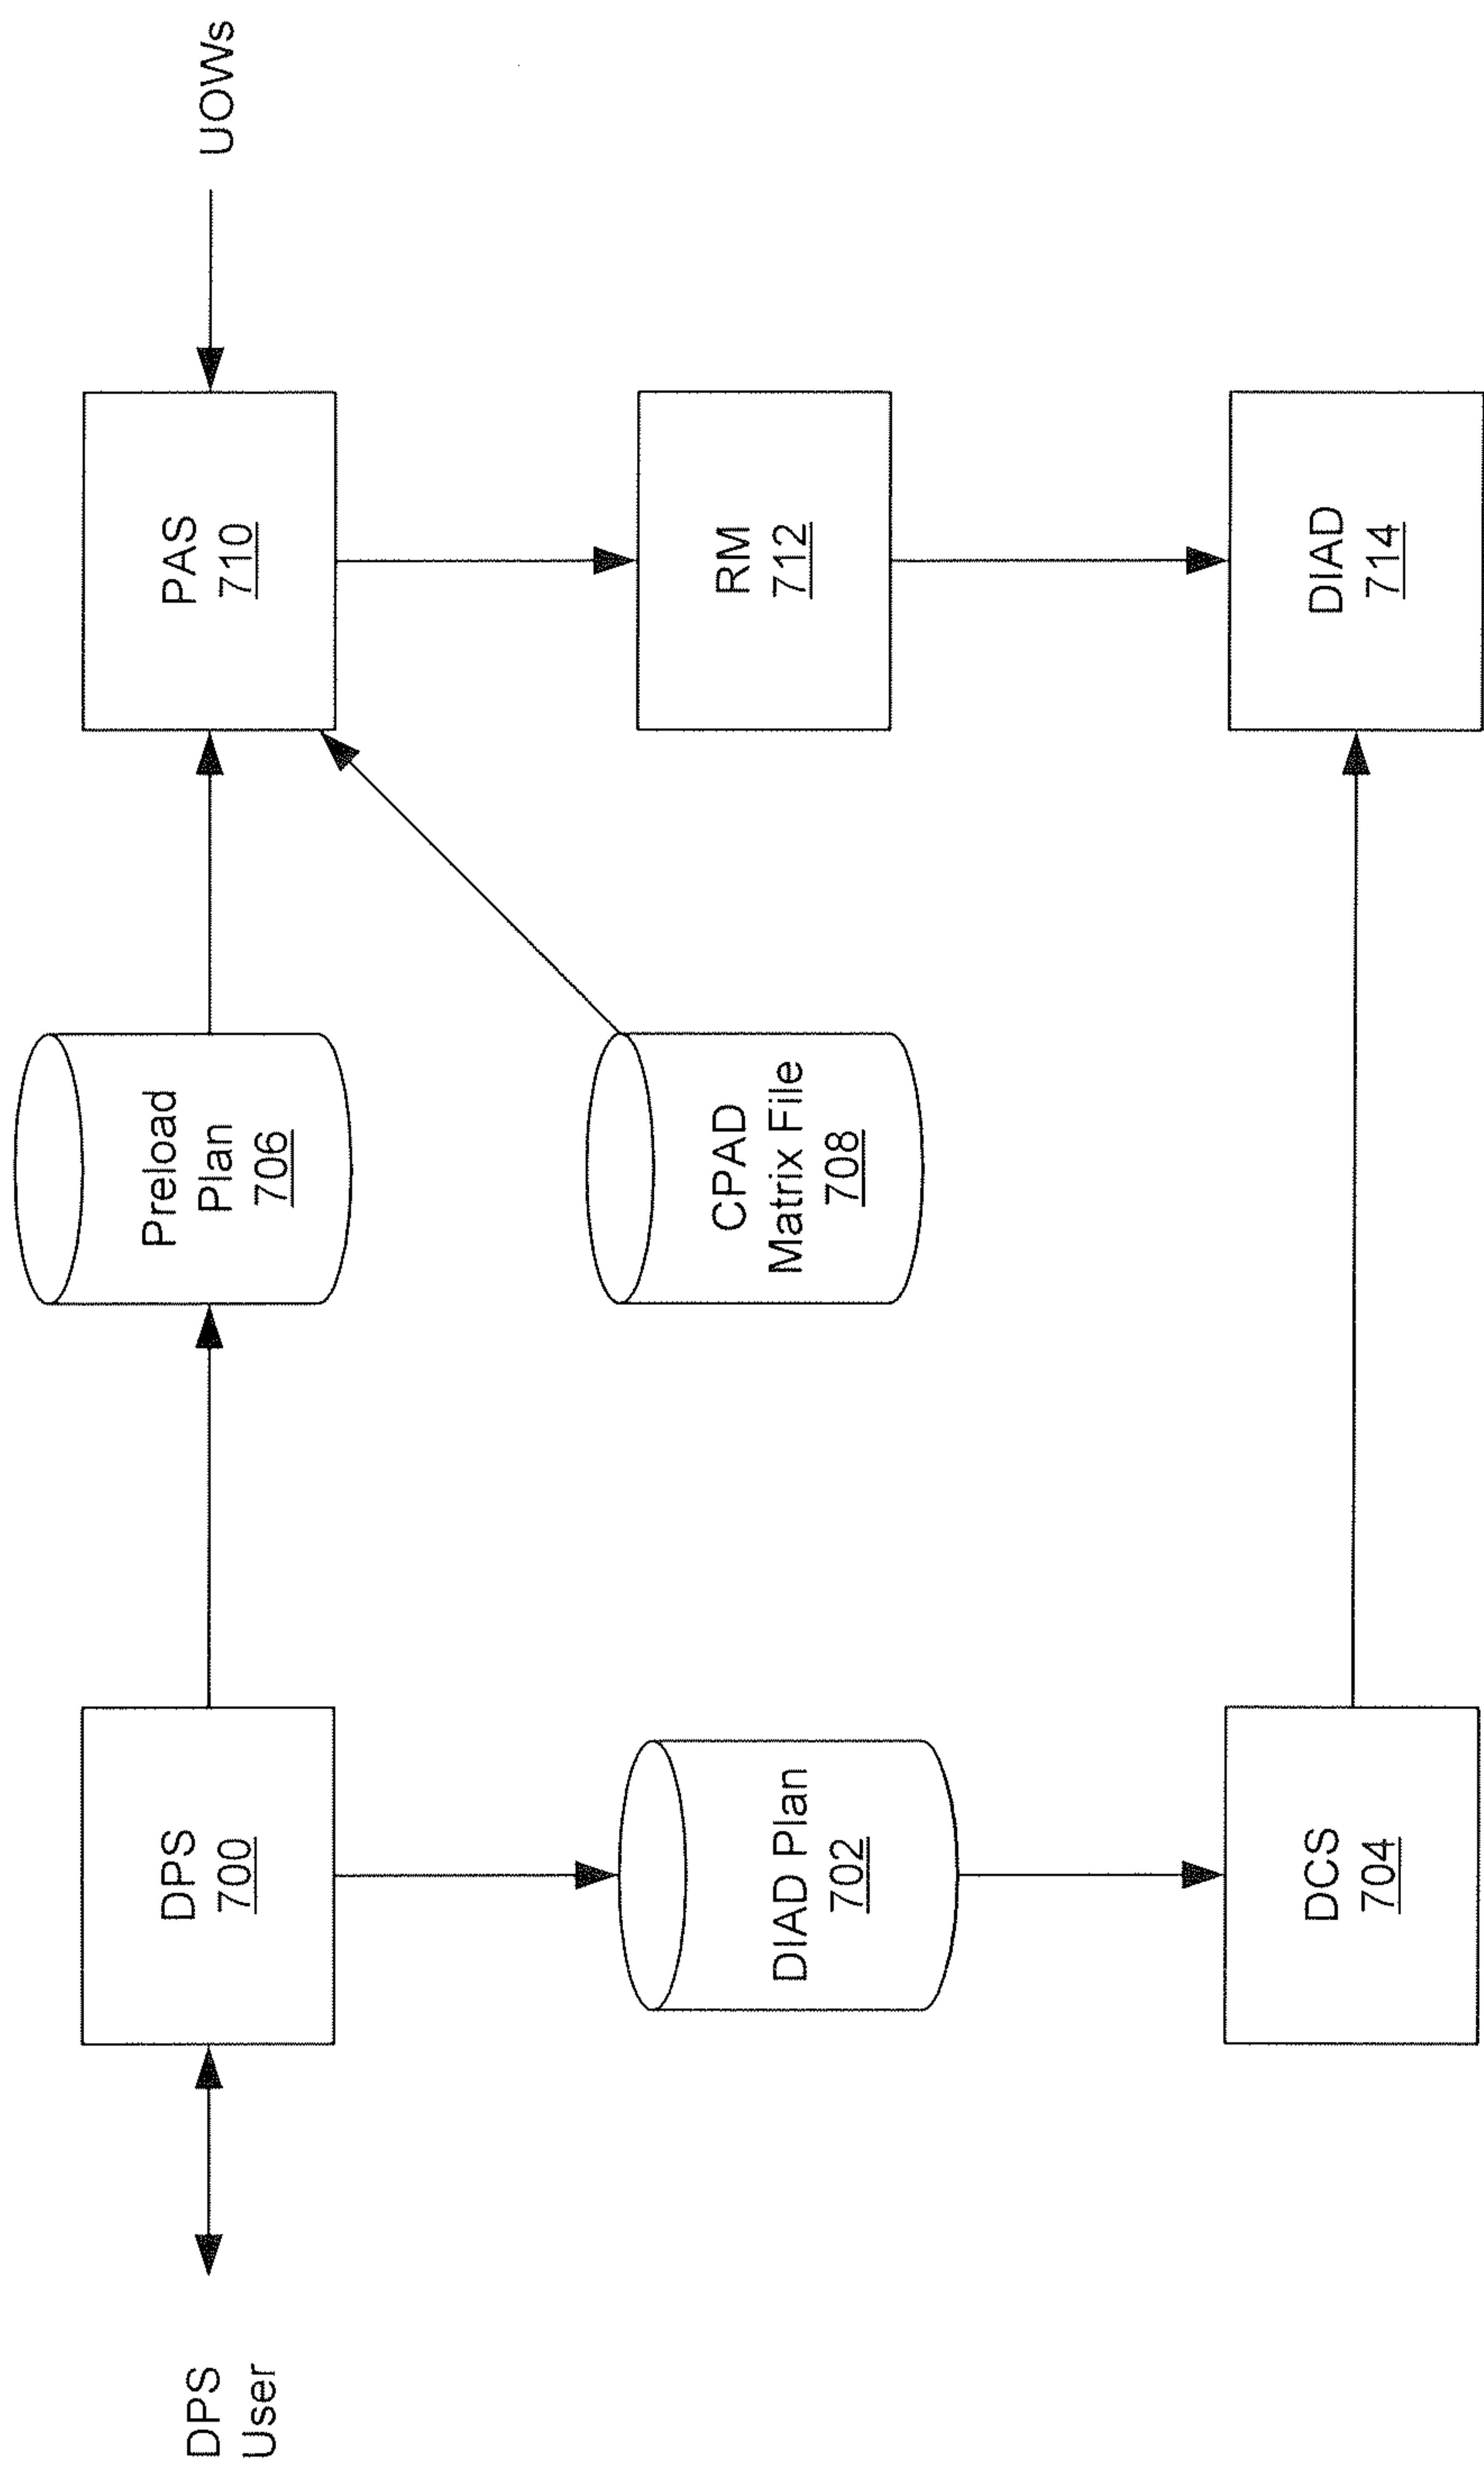 DPS
User
DPS
700
Preload
Plan
706
PAS
710
UOWs
DIAD Plan
702
CPAD
Matrix File
708
RM
712
DCS
704
DIAD
714